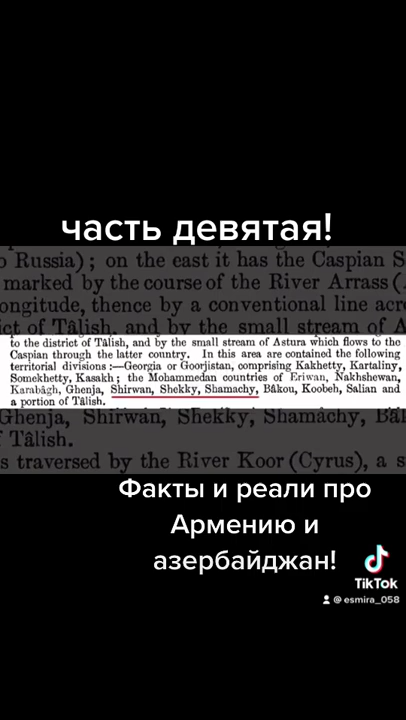 часть девятая!
o Russia) ; on the east it has the Caspian S
marked by the course of the River Arrass (
ongitude, thence by a conventional line acr
ict of Tâlish, and by the small stream of A
to the district of Tâlish, and by the small stream of Astura which flows to the
Caspian through the latter country. In this area are contained the following
territorial divisions :—Georgia or Goorjistan, comprising Kakhetty, Kartaliny,
Somekhetty, Kasakh ; the Mohammedan countries of Eriwan, Nakhshewan,
Karabâgh, Ghenja, Shirwan, Shekky, Shamachy, Bâkou, Koobeh, Salian and
a portion of Tâlish.
Ghenja, Shirwan, Shekky, Shamâchy, Bâl
Tâlish.
s traversed by the River Koor (Cyrus), a s
Факты и реали про
Армению и
азербайджан!
TikTok
@ esmira_058